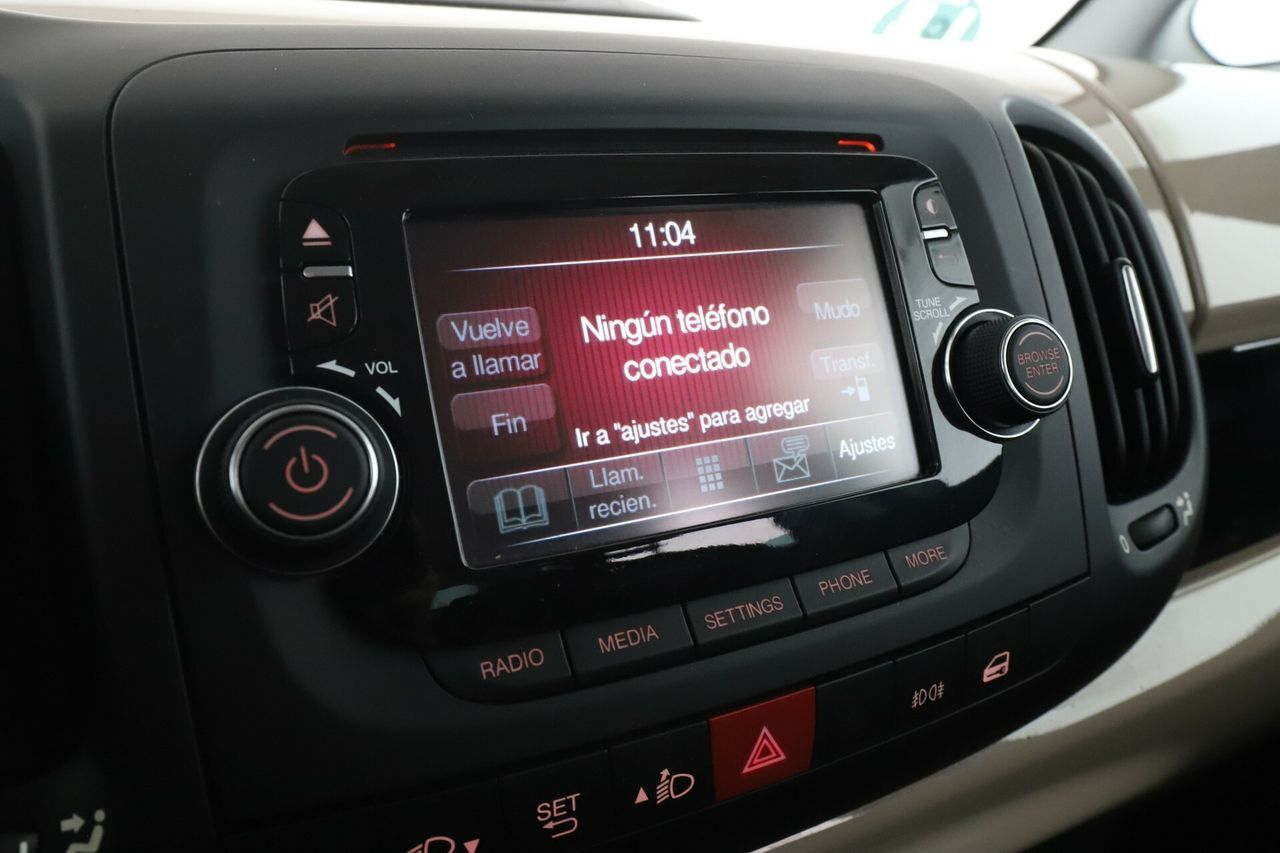 11:04
Vuelve
a llamar
Ningún teléfono
conectado
Mudo
Transf.
Fin
Ir a "ajustes" para agregar
Llam.
recien.
Ajustes
VOL
TUNE
SCROLL
BROWSE
ENTER
RADIO
MEDIA
SETTINGS
PHONE
MORE
0
SET